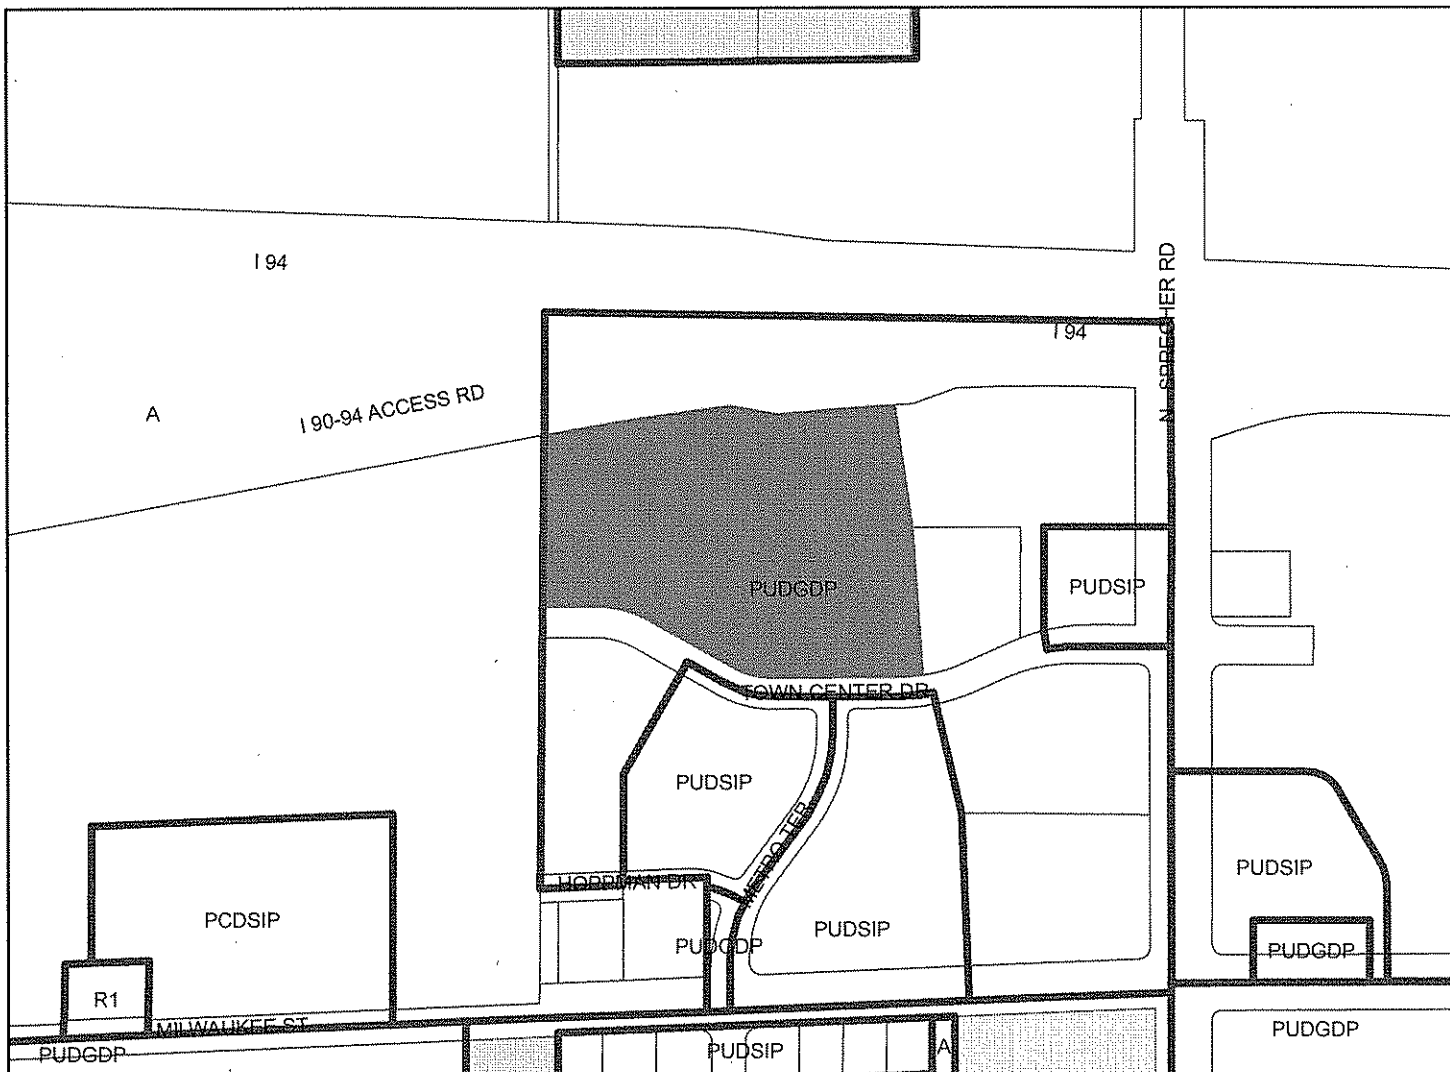 I 94
N SPRECHER RD
I 94
A
I 90-94 ACCESS RD
PUDGDP
PUDSIP
TOWN CENTER DR
PUDSIP
METRO TER
PUDSIP
HOPPMAN DR
PCDSIP
PUDSIP
PUDGDP
PUDGDP
R1
MILWAUKEE ST
PUDGDP
PUDSIP
A
PUDGDP